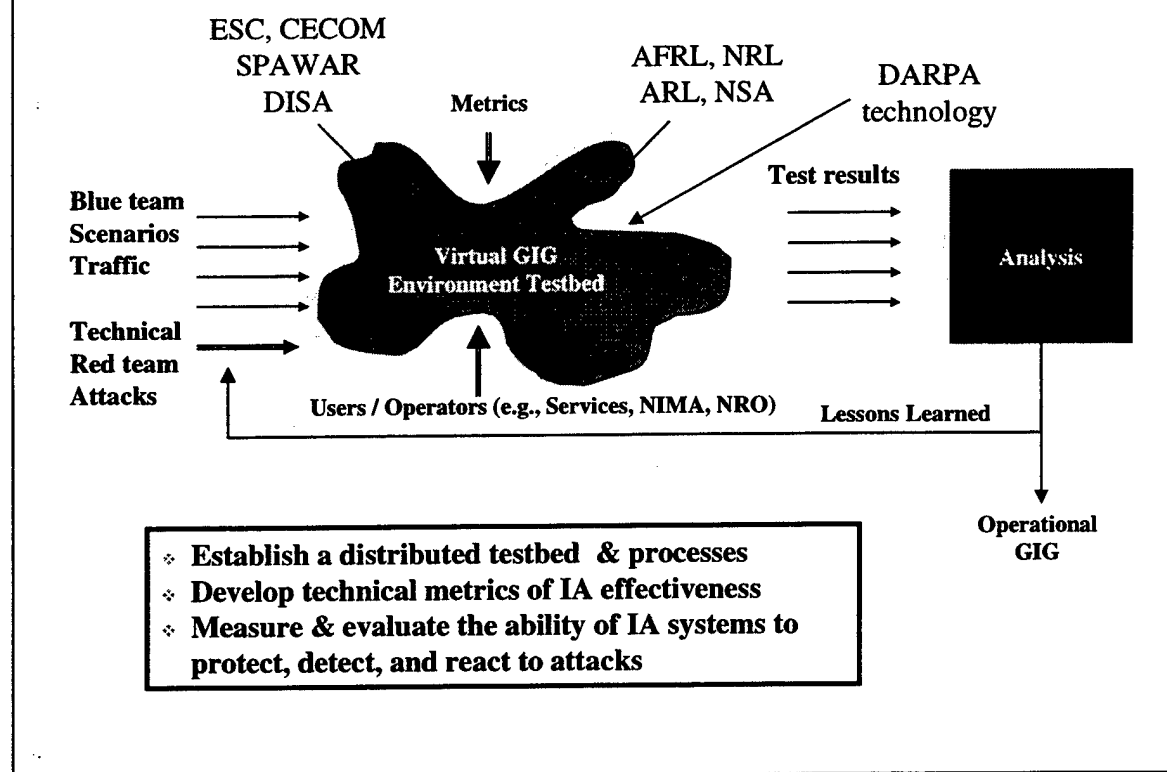 ESC, CECOM
SPAWAR
DISA
Metrics
AFRL, NRL
ARL, NSA
DARPA
technology
Blue team
Scenarios
Traffic
Technical
Red team
Attacks
Virtual GIG
Environment Testbed
Test results
Analysis
Users / Operators (e.g., Services, NIMA, NRO)
Lessons Learned
Operational
GIG
❖ Establish a distributed testbed & processes
❖ Develop technical metrics of IA effectiveness
❖ Measure & evaluate the ability of IA systems to
protect, detect, and react to attacks